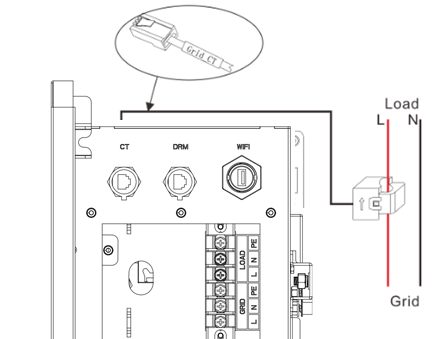 Grid CT
Load
L N
CT DRM WIFI
LOAD
PE
N
L
GRID
PE
N
L
Grid